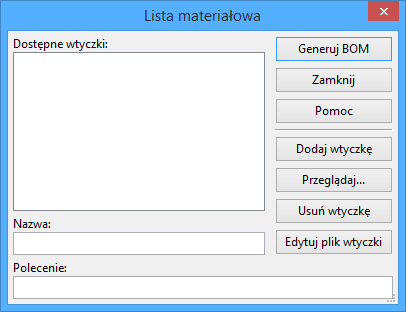 Lista materiałowa
Dostępne wtyczki:
Generuj BOM
Zamknij
Pomoc
Dodaj wtyczkę
Przeglądaj...
Usuń wtyczkę
Edytuj plik wtyczki
Nazwa:
Polecenie: